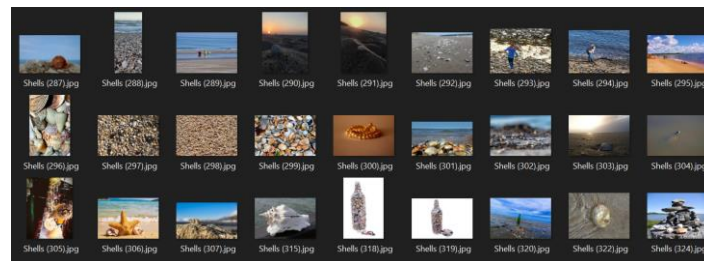 Shells (287).jpg Shells (288).jpg Shells (289).jpg Shells (290).jpg Shells (291).jpg Shells (292).jpg Shells (293).jpg Shells (294).jpg Shells (295).jpg
Shells (296).jpg Shells (297).jpg Shells (298).jpg Shells (299).jpg Shells (300).jpg Shells (301).jpg Shells (302).jpg Shells (303).jpg Shells (304).jpg
Shells (305).jpg Shells (306).jpg Shells (307).jpg Shells (315).jpg Shells (318).jpg Shells (319).jpg Shells (320).jpg Shells (322).jpg Shells (324).jpg